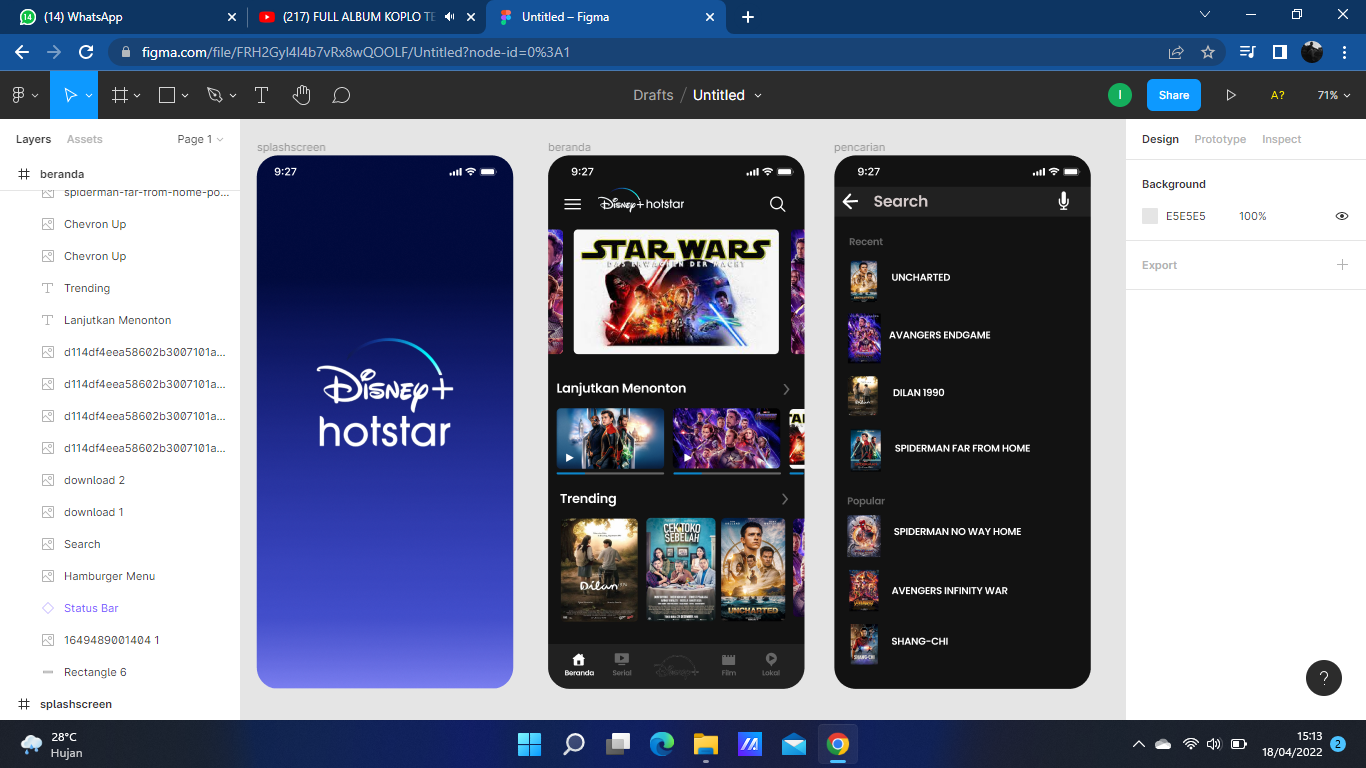 (14) WhatsApp
(217) FULL ALBUM KOPLO TE
Untitled – Figma
figma.com/file/FRH2Gyl4l4b7vRx8wQOOLF/Untitled?node-id=0%3A1
Drafts / Untitled
I
Share
A?
71%
Layers
Assets
Page 1
beranda
spiderman-far-from-home-po...
Chevron Up
Chevron Up
Trending
Lanjutkan Menonton
d114df4eea58602b3007101a...
d114df4eea58602b3007101a...
d114df4eea58602b3007101a...
d114df4eea58602b3007101a...
download 2
download 1
Search
Hamburger Menu
Status Bar
1649489001404 1
Rectangle 6
splashscreen
splashscreen
9:27
Disney+
hotstar
beranda
9:27
Disney+ hotstar
STAR WARS
DAS ERWACHEN DER MACHT
Lanjutkan Menonton
Trending
Dilan
CEK TOKO
SEBELAH
UNCHARTED
Beranda
Serial
Film
Lokal
pencarian
9:27
Search
Recent
UNCHARTED
AVANGERS ENDGAME
DILAN 1990
SPIDERMAN FAR FROM HOME
Popular
SPIDERMAN NO WAY HOME
AVENGERS INFINITY WAR
SHANG-CHI
SHANG-CHI
Design
Prototype
Inspect
Background
E5E5E5
100%
Export
?
28°C
Hujan
15:13
18/04/2022
2